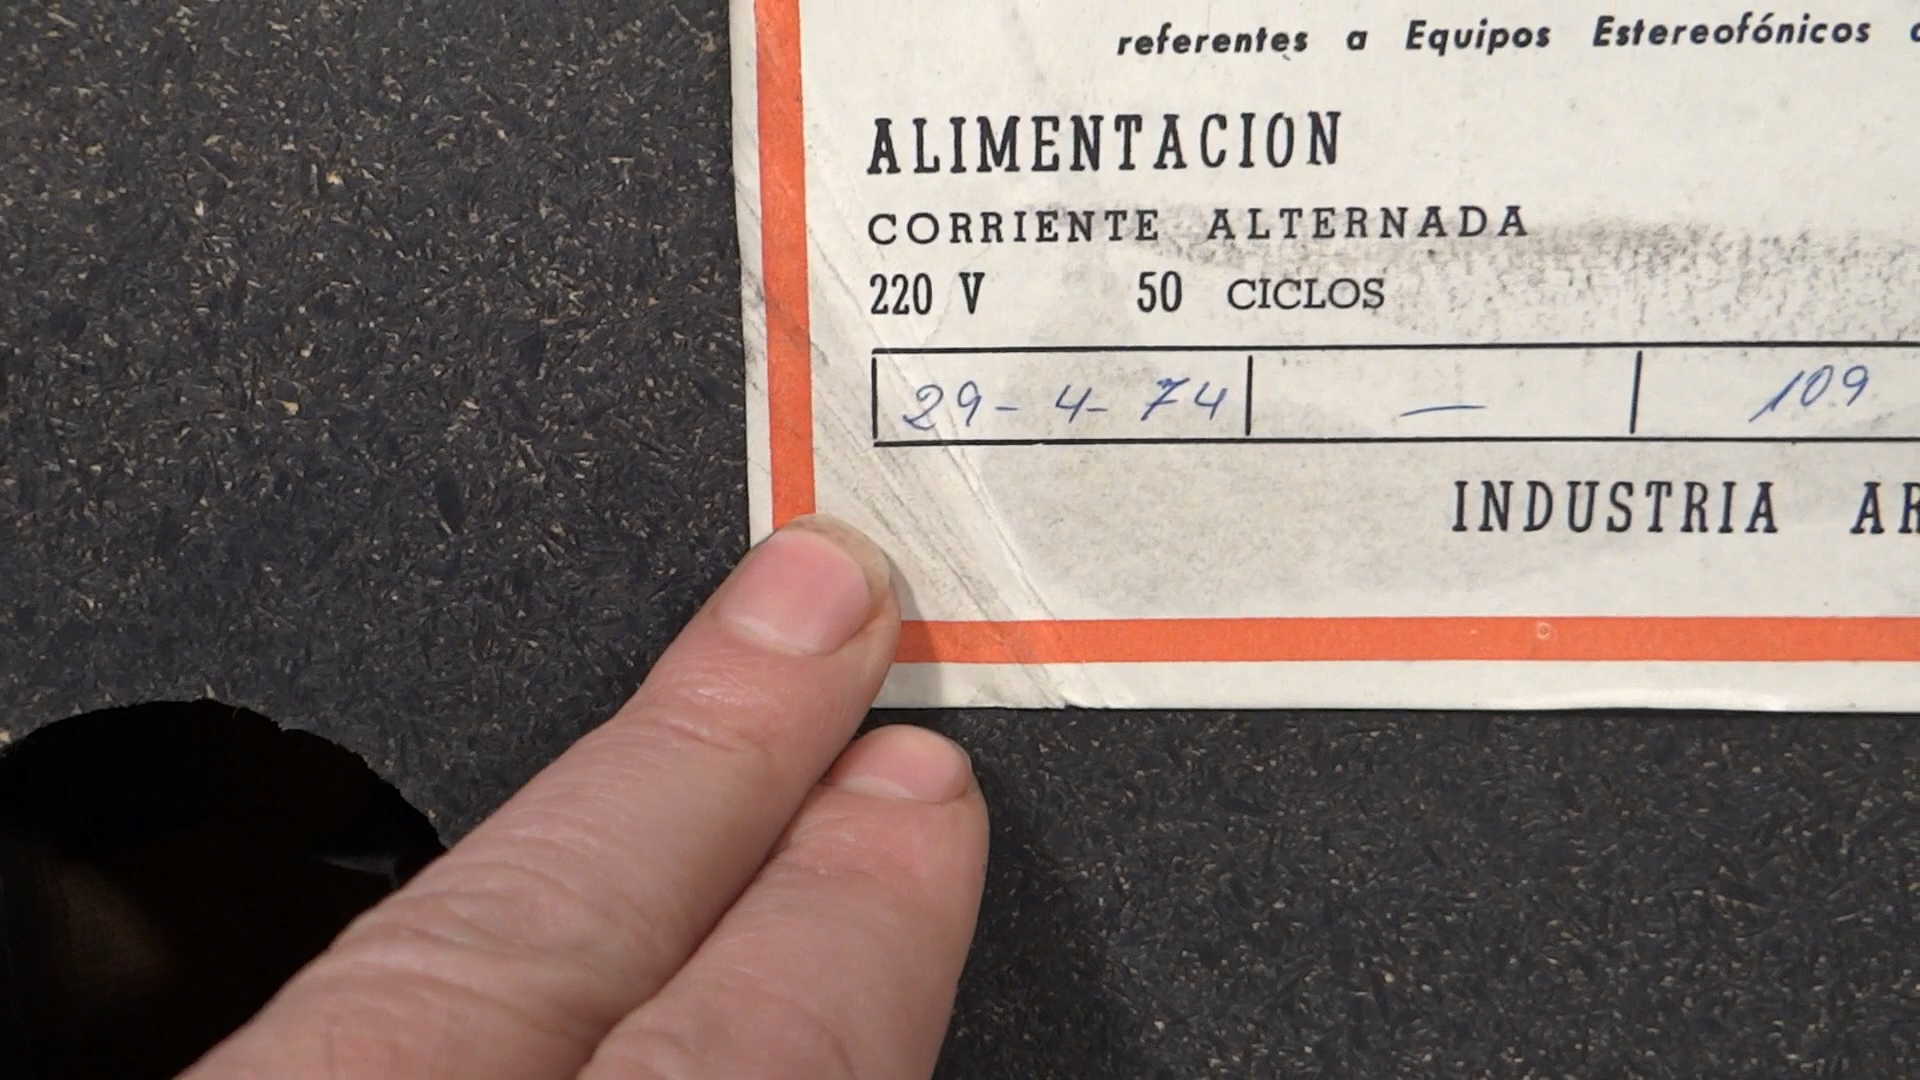 referentes a Equipos Estereofónicos
ALIMENTACION
CORRIENTE ALTERNADA
220 V 50 CICLOS
29-4-74 — 109
INDUSTRIA